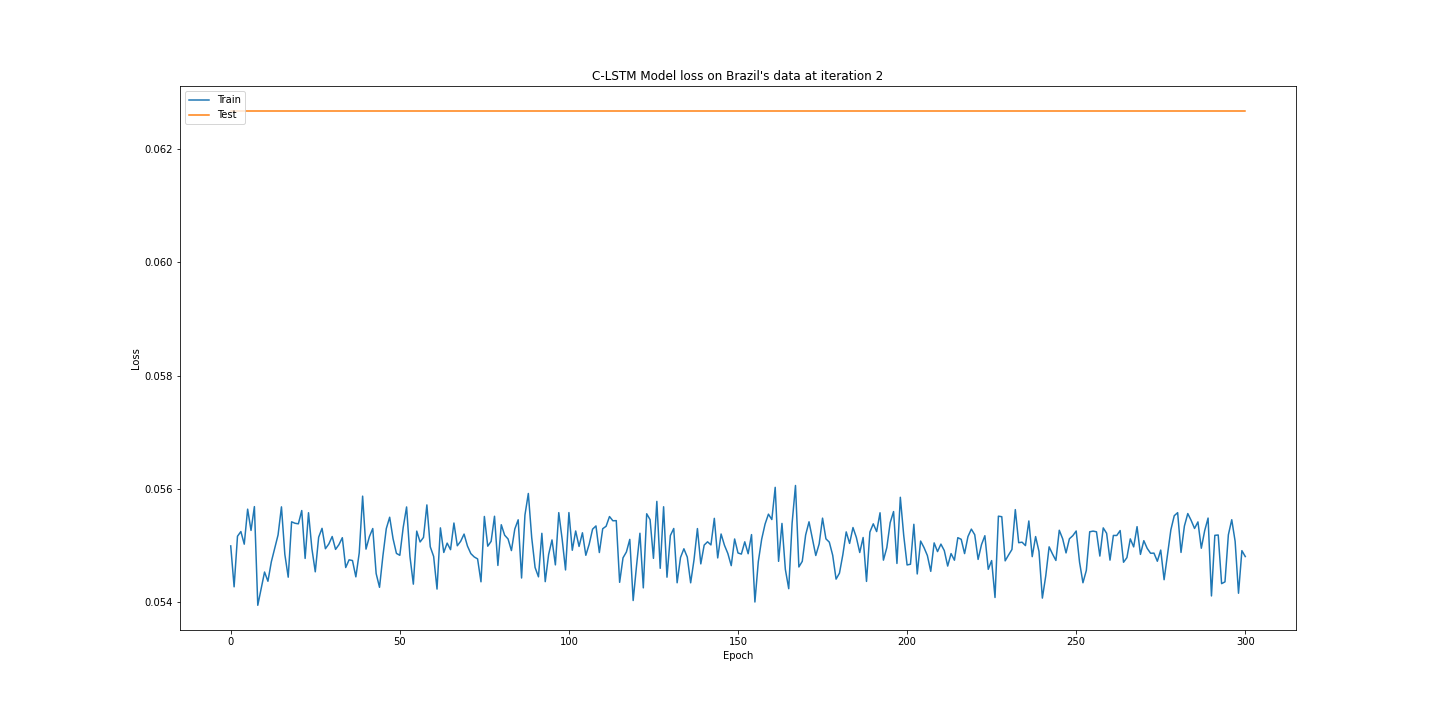 C-LSTM Model loss on Brazil's data at iteration 2
Train
Test
0.062
0.060
0.058
0.056
0.054
Loss
0 50 100 150 200 250 300
Epoch